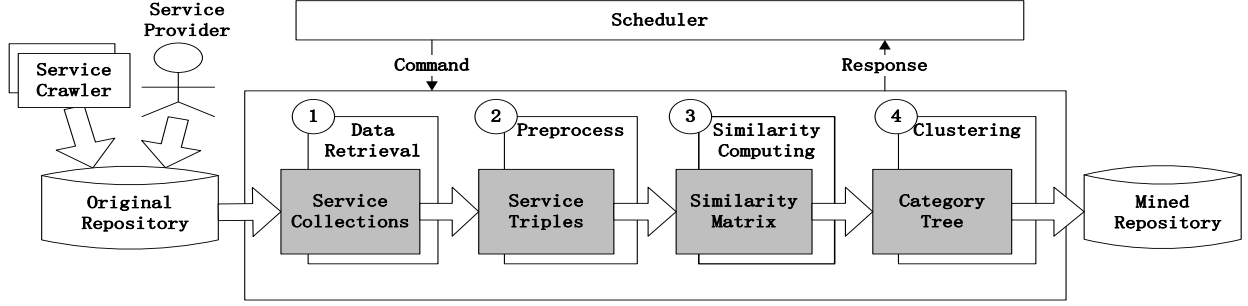 Service
Provider
Scheduler
Service
Crawler
Command
Response
1
Data
Retrieval
2
Preprocess
3
Similarity
Computing
4
Clustering
Original
Repository
Service
Collections
Service
Triples
Similarity
Matrix
Category
Tree
Mined
Repository